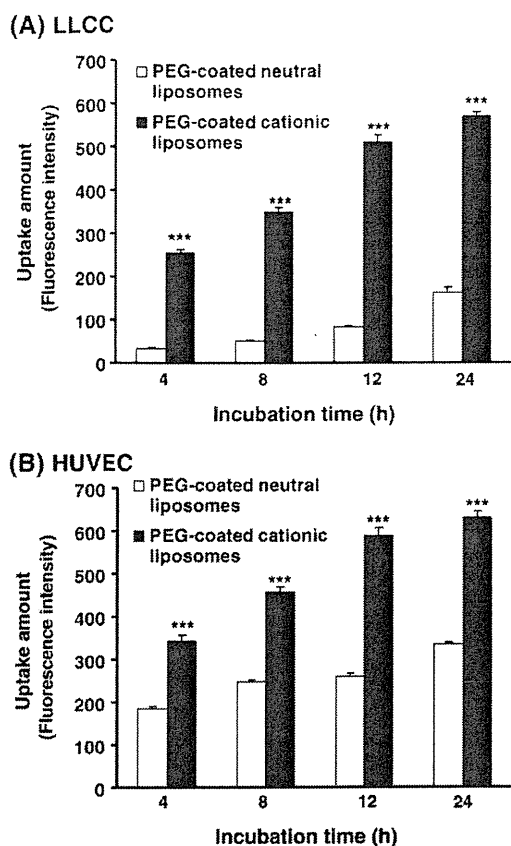 (A) LLCC
700
600
500
400
300
200
100
0
Uptake amount
(Fluorescence intensity)
PEG-coated neutral
liposomes
PEG-coated cationic
liposomes
***
***
***
***
4 8 12 24
Incubation time (h)
(B) HUVEC
700
600
500
400
300
200
100
0
Uptake amount
(Fluorescence intensity)
PEG-coated neutral
liposomes
PEG-coated cationic
liposomes
***
***
***
***
4 8 12 24
Incubation time (h)